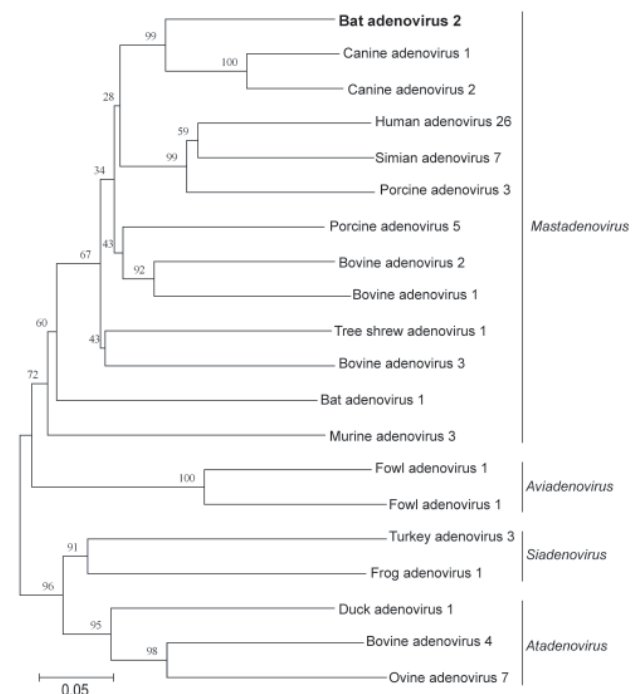 Bat adenovirus 2
99
Canine adenovirus 1
100
Canine adenovirus 2
28
Human adenovirus 26
59
Simian adenovirus 7
99
Porcine adenovirus 3
34
Porcine adenovirus 5
Mastadenovirus
43
67
Bovine adenovirus 2
92
Bovine adenovirus 1
60
Tree shrew adenovirus 1
43
Bovine adenovirus 3
72
Bat adenovirus 1
Murine adenovirus 3
Fowl adenovirus 1
100
Aviadenovirus
Fowl adenovirus 1
Turkey adenovirus 3
91
Siadenovirus
Frog adenovirus 1
96
Duck adenovirus 1
95
Bovine adenovirus 4
Atadenovirus
98
Ovine adenovirus 7
0.05